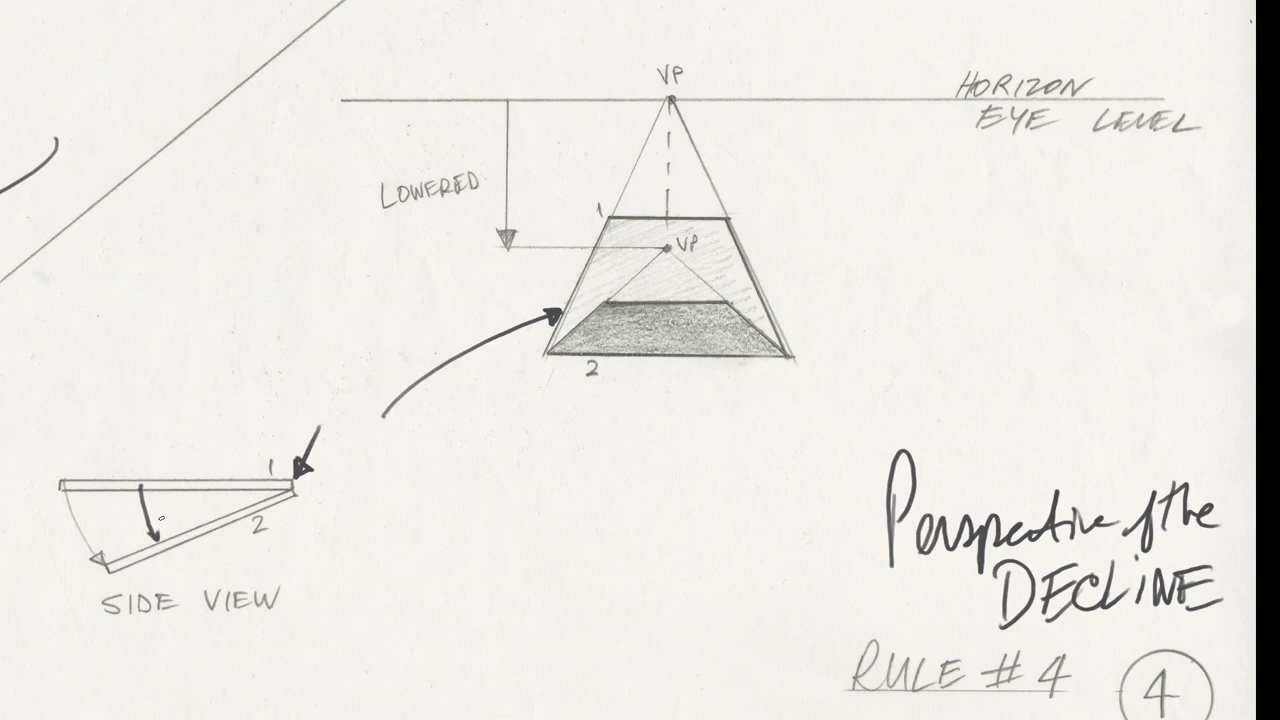 VP
HORIZON
EYE LEVEL
LOWERED
1
VP
2
1
2
SIDE VIEW
Perspective of the
DECLINE
RULE # 4
4